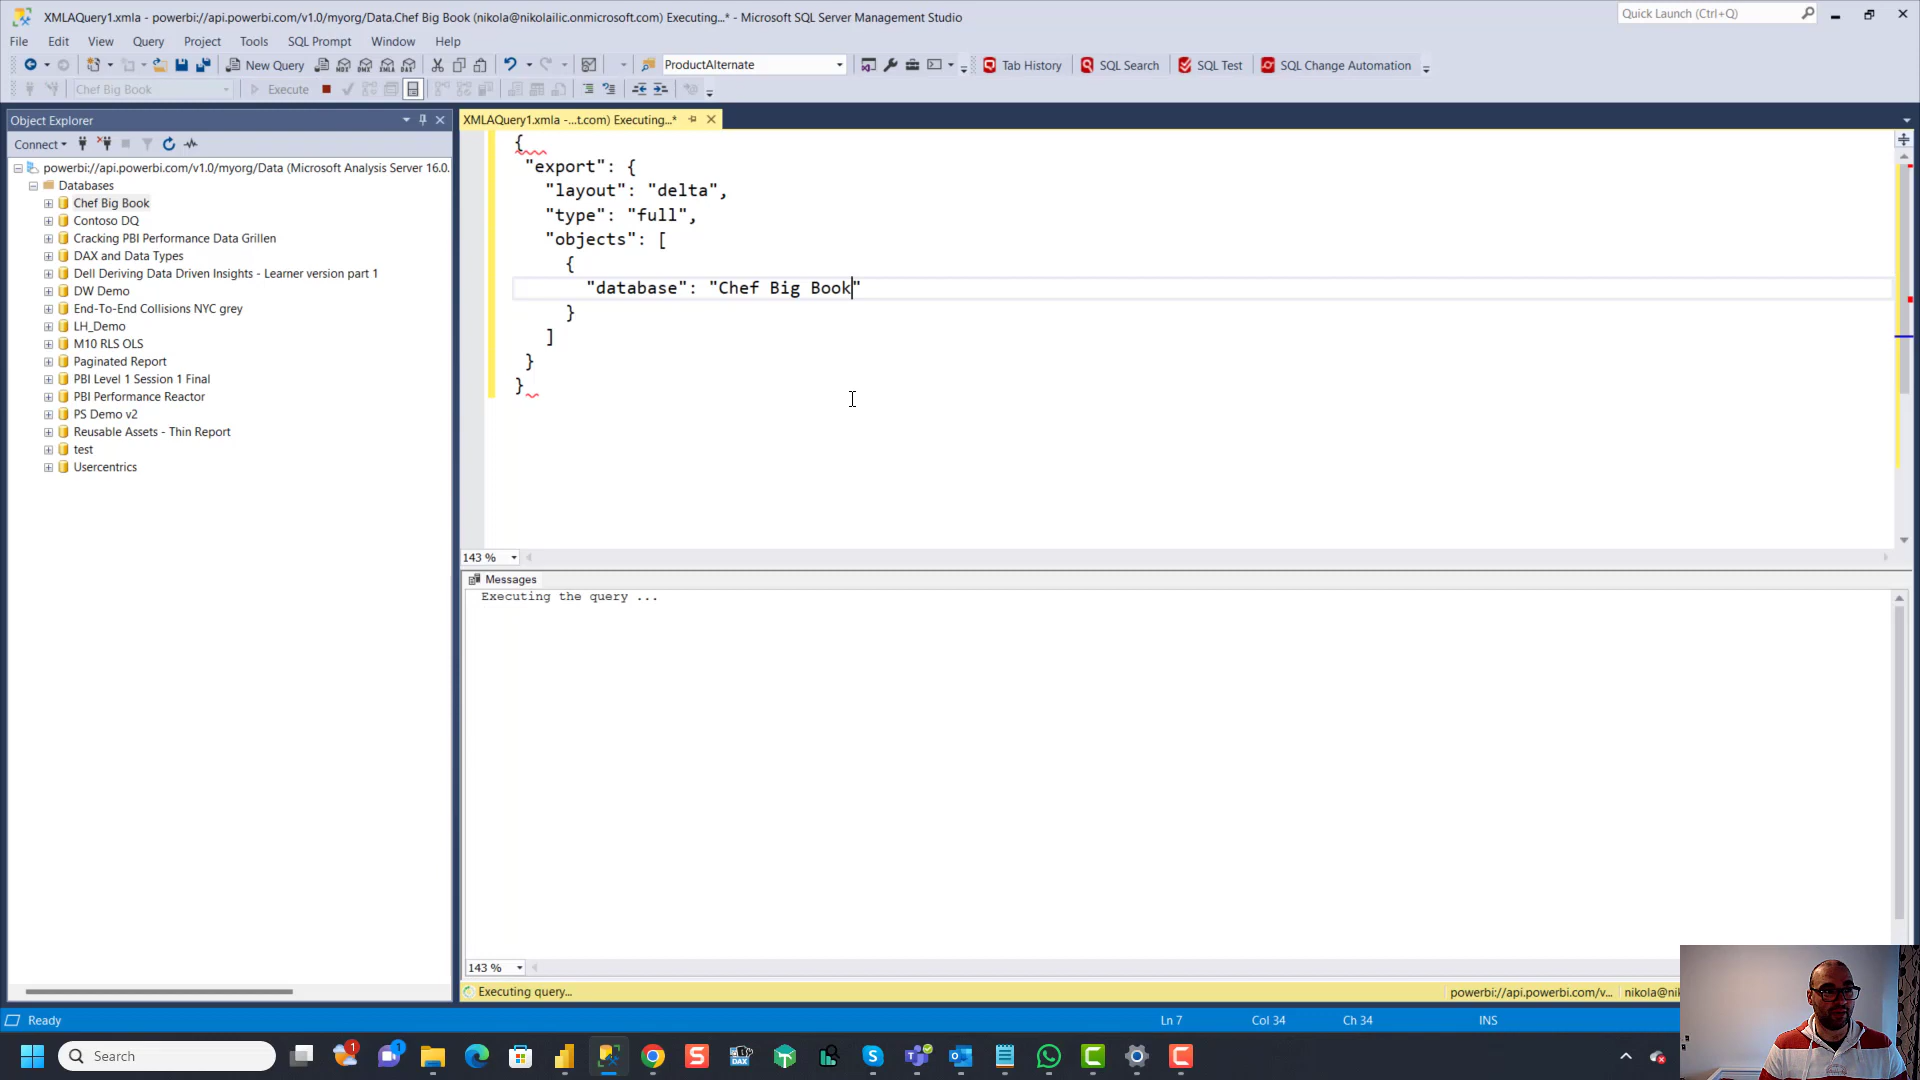 XMLAQuery1.xmla - powerbi://api.powerbi.com/v1.0/myorg/Data.Chef Big Book (nikola@nikolailic.onmicrosoft.com) Executing...* - Microsoft SQL Server Management Studio
Quick Launch (Ctrl+Q)
File Edit View Query Project Tools SQL Prompt Window Help
New Query
ProductAlternate
Tab History SQL Search SQL Test SQL Change Automation
Chef Big Book
Execute
Object Explorer
XMLAQuery1.xmla -...t.com) Executing...*
Connect
powerbi://api.powerbi.com/v1.0/myorg/Data (Microsoft Analysis Server 16.0.
Databases
Chef Big Book
Contoso DQ
Cracking PBI Performance Data Grillen
DAX and Data Types
Dell Deriving Data Driven Insights - Learner version part 1
DW Demo
End-To-End Collisions NYC grey
LH_Demo
M10 RLS OLS
Paginated Report
PBI Level 1 Session 1 Final
PBI Performance Reactor
PS Demo v2
Reusable Assets - Thin Report
test
Usercentrics
{
"export": {
"layout": "delta",
"type": "full",
"objects": [
{
"database": "Chef Big Book"
}
]
}
}
143 %
Messages
Executing the query ...
143 %
Executing query...
powerbi://api.powerbi.com/v... nikola@ni
Ready
Ln 7 Col 34 Ch 34 INS
Search
1
1
DAX